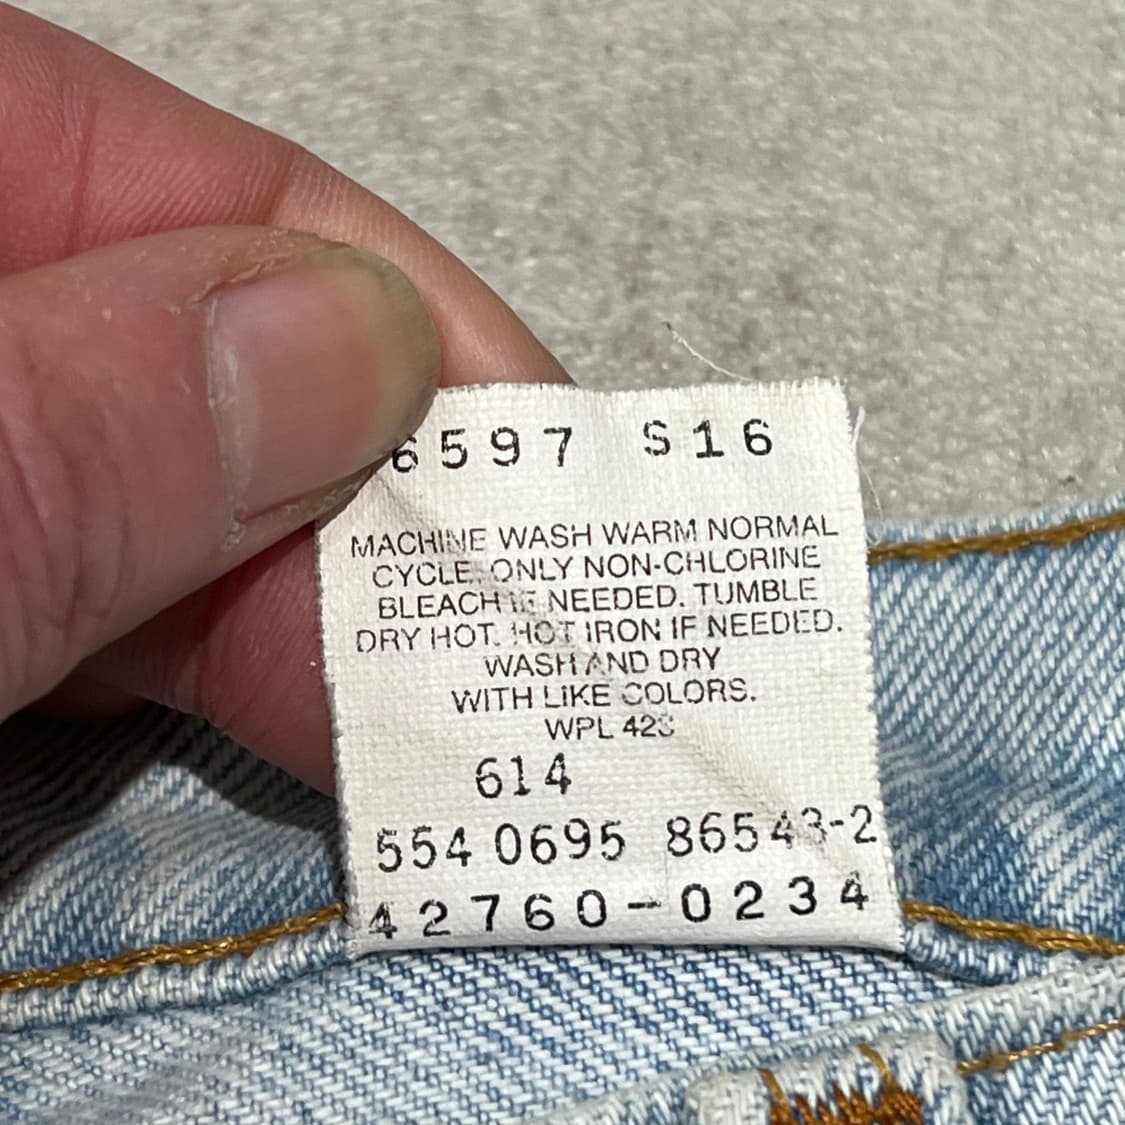 6597 S16
MACHINE WASH WARM NORMAL
CYCLE. ONLY NON-CHLORINE
BLEACH IF NEEDED. TUMBLE
DRY HOT. HOT IRON IF NEEDED.
WASH AND DRY
WITH LIKE COLORS.
WPL 423
614
554 0695 86543-2
42760-0234